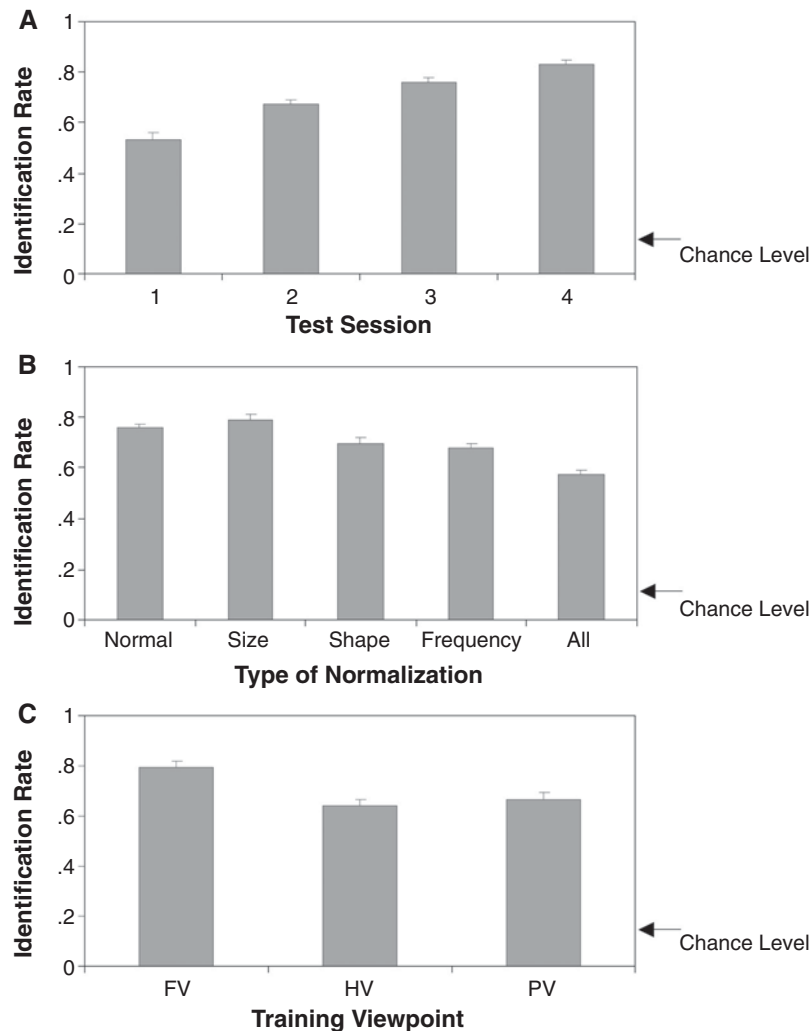 A
Identification Rate
1
.8
.6
.4
.2
0
Chance Level
1 2 3 4
Test Session
B
Identification Rate
1
.8
.6
.4
.2
0
Chance Level
Normal Size Shape Frequency All
Type of Normalization
C
Identification Rate
1
.8
.6
.4
.2
0
Chance Level
FV HV PV
Training Viewpoint